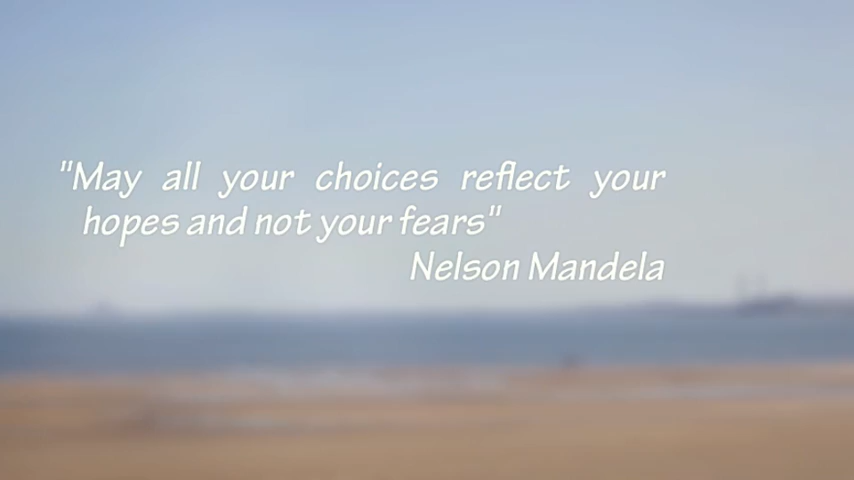 "May all your choices reflect your
hopes and not your fears"
Nelson Mandela